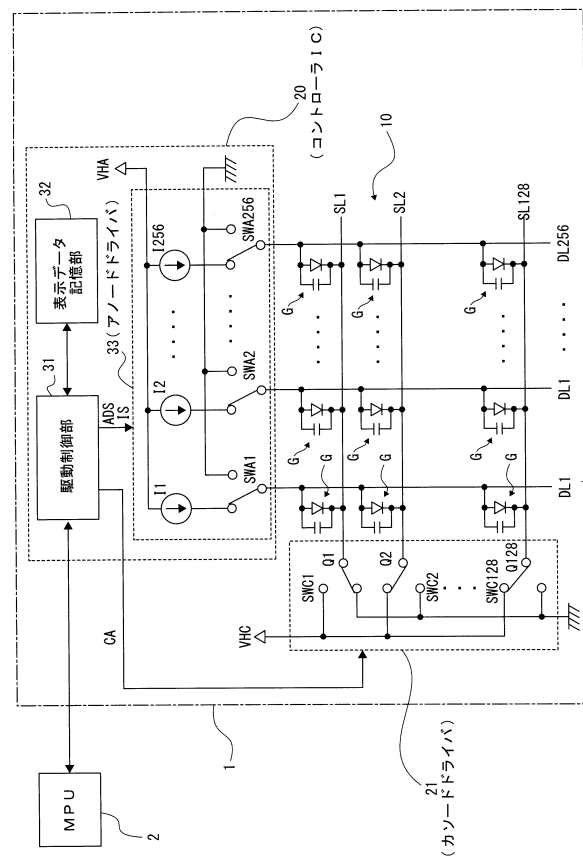 MPU
2
1
駆動制御部
31
表示データ
記憶部
32
CA
ADS
IS
33(アノードドライバ)
20
(コントローラIC)
VHA
I1
I2
I256
SWA1
SWA2
SWA256
10
SL1
SL2
SL128
G
G
G
G
G
G
G
G
G
DL1
DL1
DL256
VHC
SWC1
Q1
Q2
SWC2
SWC128
Q128
21
(カソードドライバ)